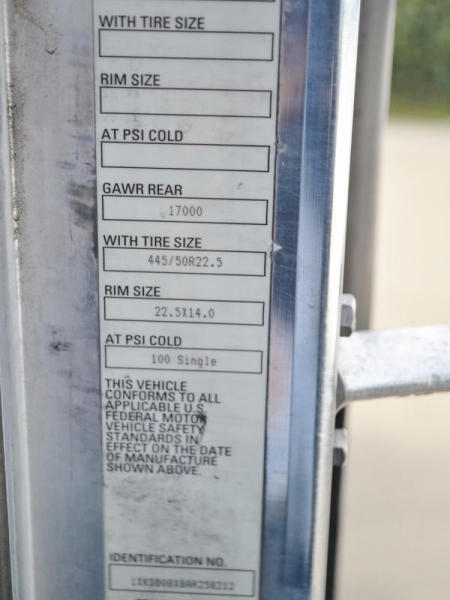 WITH TIRE SIZE
RIM SIZE
AT PSI COLD
GAWR REAR
17000
WITH TIRE SIZE
445/50R22.5
RIM SIZE
22.5X14.0
AT PSI COLD
100 Single
THIS VEHICLE
CONFORMS TO ALL
APPLICABLE U.S.
FEDERAL MOTOR
VEHICLE SAFETY
STANDARDS IN
EFFECT ON THE DATE
OF MANUFACTURE
SHOWN ABOVE.
IDENTIFICATION NO.